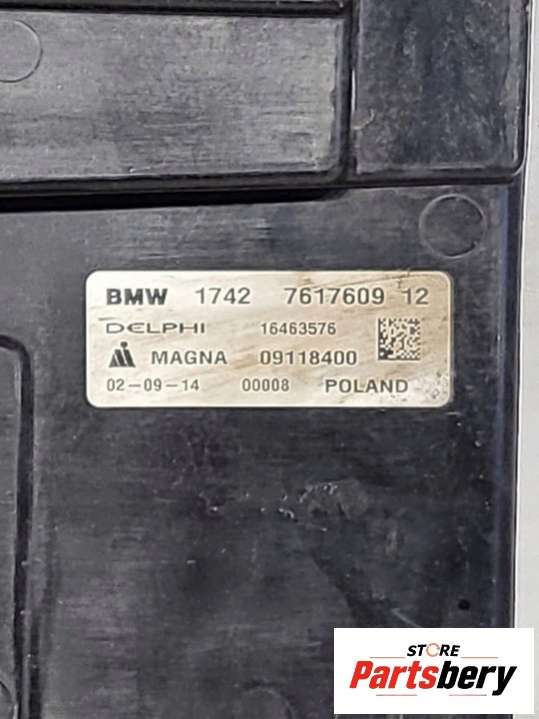 BMW 1742 7617609 12
DELPHI 16463576
MAGNA 09118400
02-09-14 00008 POLAND
STORE
Partsbery